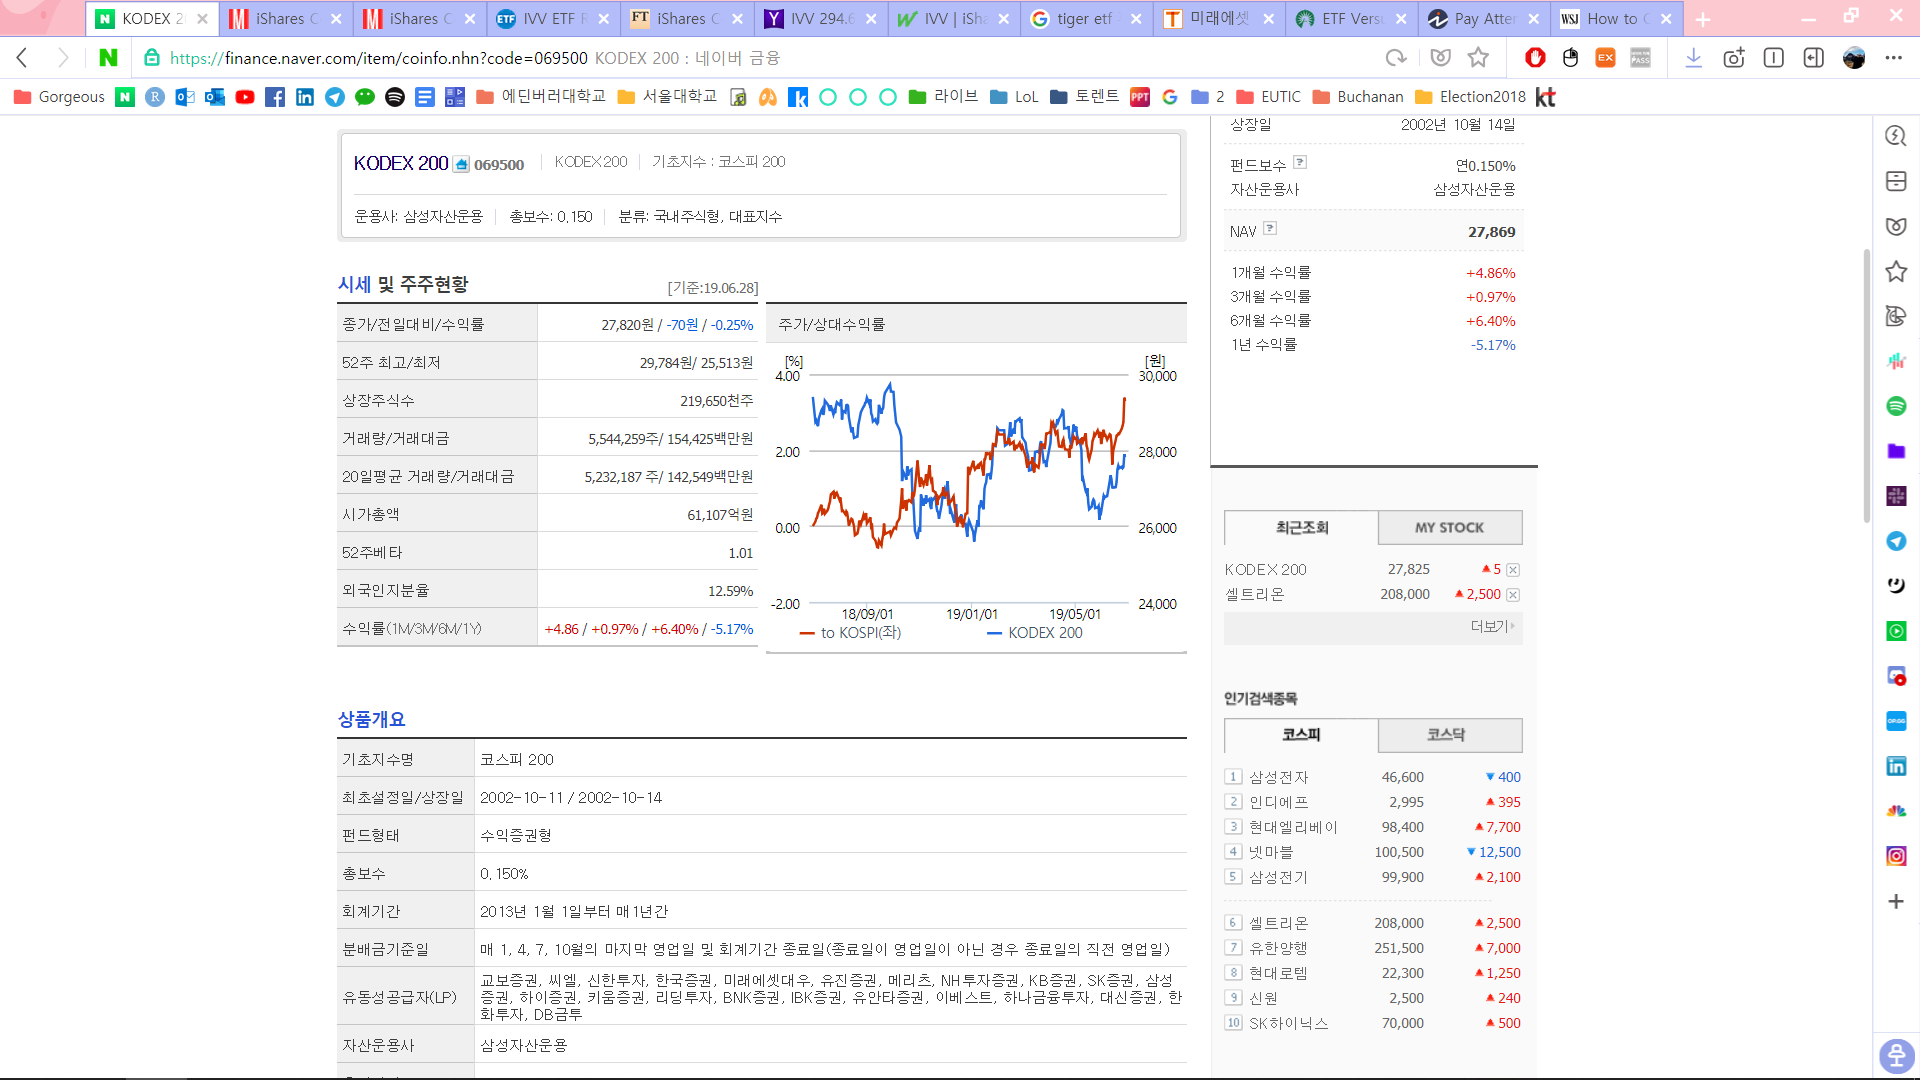 KODEX 2
iShares C
iShares C
IVV ETF R
iShares C
IVV 294.6
IVV | iSha
tiger etf
미래에셋
ETF Versu
Pay Atter
How to C
https://finance.naver.com/item/coinfo.nhn?code=069500 KODEX 200 : 네이버 금융
Gorgeous
에딘버러대학교
서울대학교
라이브
LoL
토렌트
2
EUTIC
Buchanan
Election2018
kt
KODEX 200 069500 KODEX200 기초지수 : 코스피 200
운용사: 삼성자산운용 총보수: 0.150 분류: 국내주식형, 대표지수
시세 및 주주현황 [기준:19.06.28]
종가/전일대비/수익률 27,820원 / -70원 / -0.25%
52주 최고/최저 29,784원/ 25,513원
상장주식수 219,650천주
거래량/거래대금 5,544,259주/ 154,425백만원
20일평균 거래량/거래대금 5,232,187 주/ 142,549백만원
시가총액 61,107억원
52주베타 1.01
외국인지분율 12.59%
수익률(1M/3M/6M/1Y) +4.86 / +0.97% / +6.40% / -5.17%
주가/상대수익률
[%] [원]
4.00 30,000
2.00 28,000
0.00 26,000
-2.00 24,000
18/09/01 19/01/01 19/05/01
to KOSPI(좌) KODEX 200
상품개요
기초지수명 코스피 200
최초설정일/상장일 2002-10-11 / 2002-10-14
펀드형태 수익증권형
총보수 0.150%
회계기간 2013년 1월 1일부터 매1년간
분배금기준일 매 1, 4, 7, 10월의 마지막 영업일 및 회계기간 종료일(종료일이 영업일이 아닌 경우 종료일의 직전 영업일)
유동성공급자(LP) 교보증권, 씨엘, 신한투자, 한국증권, 미래에셋대우, 유진증권, 메리츠, NH투자증권, KB증권, SK증권, 삼성
증권, 하이증권, 키움증권, 리딩투자, BNK증권, IBK증권, 유안타증권, 이베스트, 하나금융투자, 대신증권, 한
화투자, DB금투
자산운용사 삼성자산운용
상장일 2002년 10월 14일
펀드보수 ? 연0.150%
자산운용사 삼성자산운용
NAV ? 27,869
1개월 수익률 +4.86%
3개월 수익률 +0.97%
6개월 수익률 +6.40%
1년 수익률 -5.17%
최근조회 MY STOCK
KODEX 200 27,825 ▲5
셀트리온 208,000 ▲2,500
더보기
인기검색종목
코스피 코스닥
1 삼성전자 46,600 ▼400
2 인디에프 2,995 ▲395
3 현대엘리베이 98,400 ▲7,700
4 넷마블 100,500 ▼12,500
5 삼성전기 99,900 ▲2,100
6 셀트리온 208,000 ▲2,500
7 유한양행 251,500 ▲7,000
8 현대로템 22,300 ▲1,250
9 신원 2,500 ▲240
10 SK하이닉스 70,000 ▲500